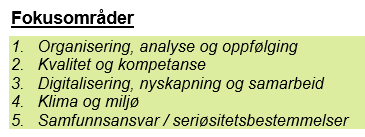 Fokusområder
1. Organisering, analyse og oppfølging
2. Kvalitet og kompetanse
3. Digitalisering, nyskapning og samarbeid
4. Klima og miljø
5. Samfunnsansvar / seriøsitetsbestemmelser